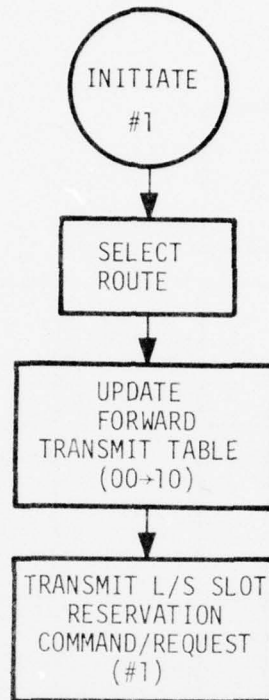 INITIATE
#1
SELECT
ROUTE
UPDATE
FORWARD
TRANSMIT TABLE
(00→10)
TRANSMIT L/S SLOT
RESERVATION
COMMAND/REQUEST
(#1)